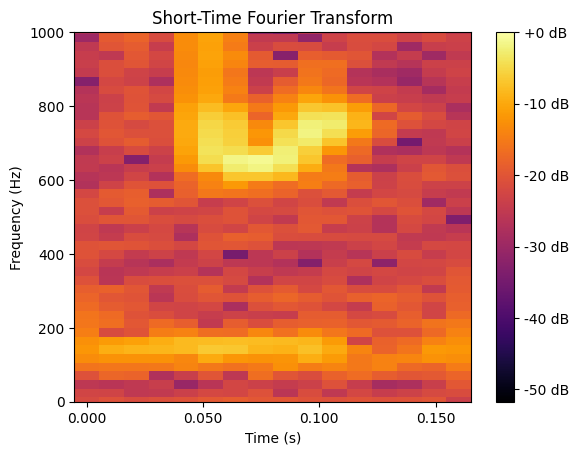 Short-Time Fourier Transform
1000
800
600
400
200
0
Frequency (Hz)
0.000
0.050
0.100
0.150
Time (s)
+0 dB
-10 dB
-20 dB
-30 dB
-40 dB
-50 dB